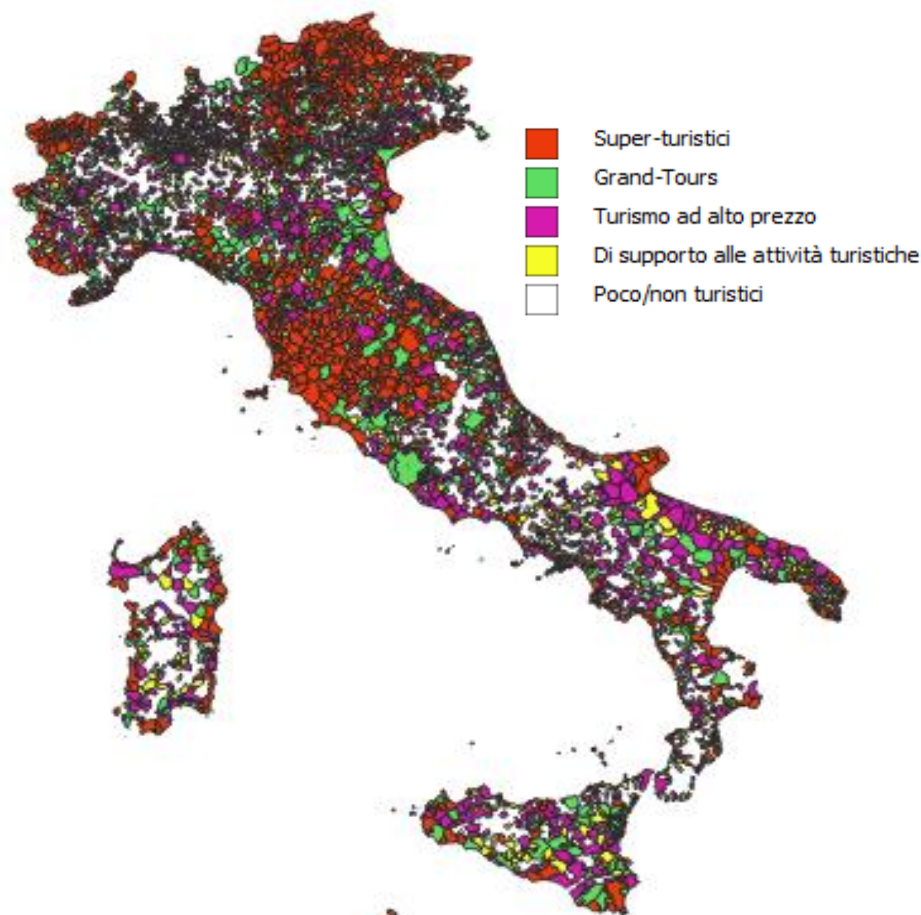 Super-turistici
Grand-Tours
Turismo ad alto prezzo
Di supporto alle attività turistiche
Poco/non turistici